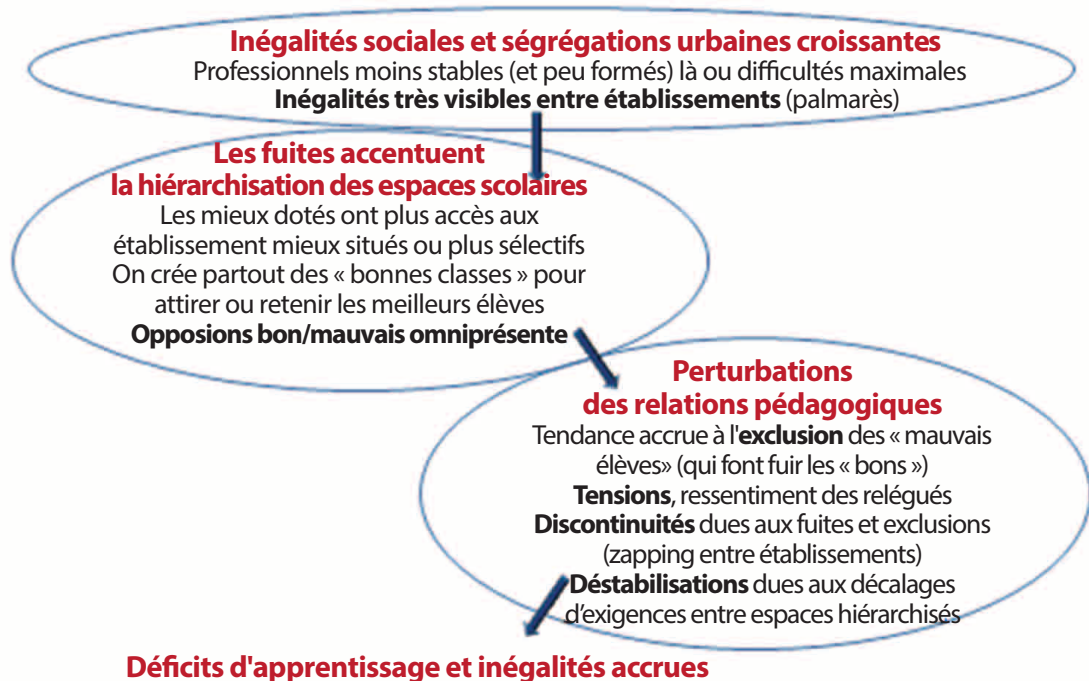 Inégalités sociales et ségrégations urbaines croissantes
Professionnels moins stables (et peu formés) là ou difficultés maximales
Inégalités très visibles entre établissements (palmarès)
Les fuites accentuent
la hiérarchisation des espaces scolaires
Les mieux dotés ont plus accès aux
établissement mieux situés ou plus sélectifs
On crée partout des « bonnes classes » pour
attirer ou retenir les meilleurs élèves
Opposions bon/mauvais omniprésente
Perturbations
des relations pédagogiques
Tendance accrue à l'exclusion des « mauvais
élèves» (qui font fuir les « bons »)
Tensions, ressentiment des relégués
Discontinuités dues aux fuites et exclusions
(zapping entre établissements)
Déstabilisations dues aux décalages
d’exigences entre espaces hiérarchisés
Déficits d'apprentissage et inégalités accrues